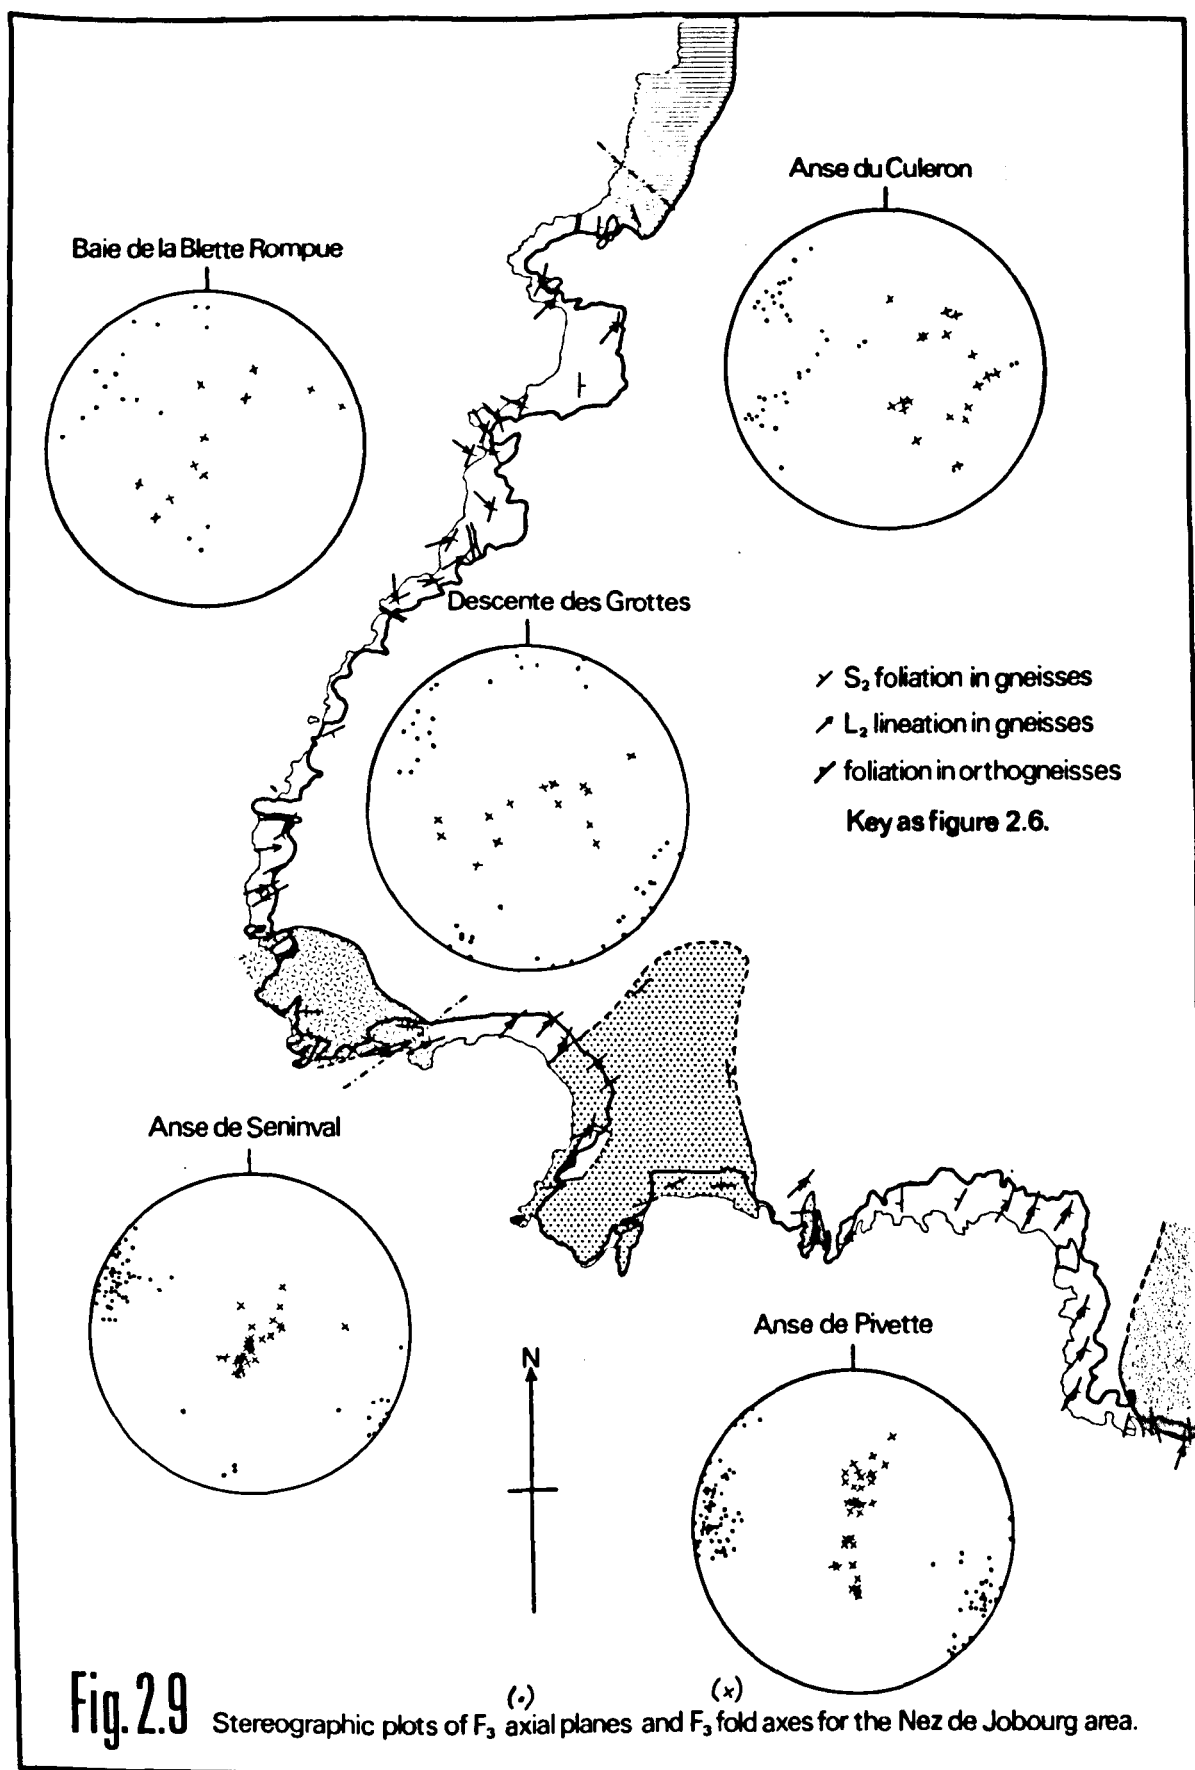 Anse du Culeron
Baie de la Blette Rompue
Descente des Grottes
S₂ foliation in gneisses
L₂ lineation in gneisses
foliation in orthogneisses
Key as figure 2.6.
Anse de Seninval
Anse de Pivette
N
(•) (x)
Fig. 2.9 Stereographic plots of F₃ axial planes and F₃ fold axes for the Nez de Jobourg area.